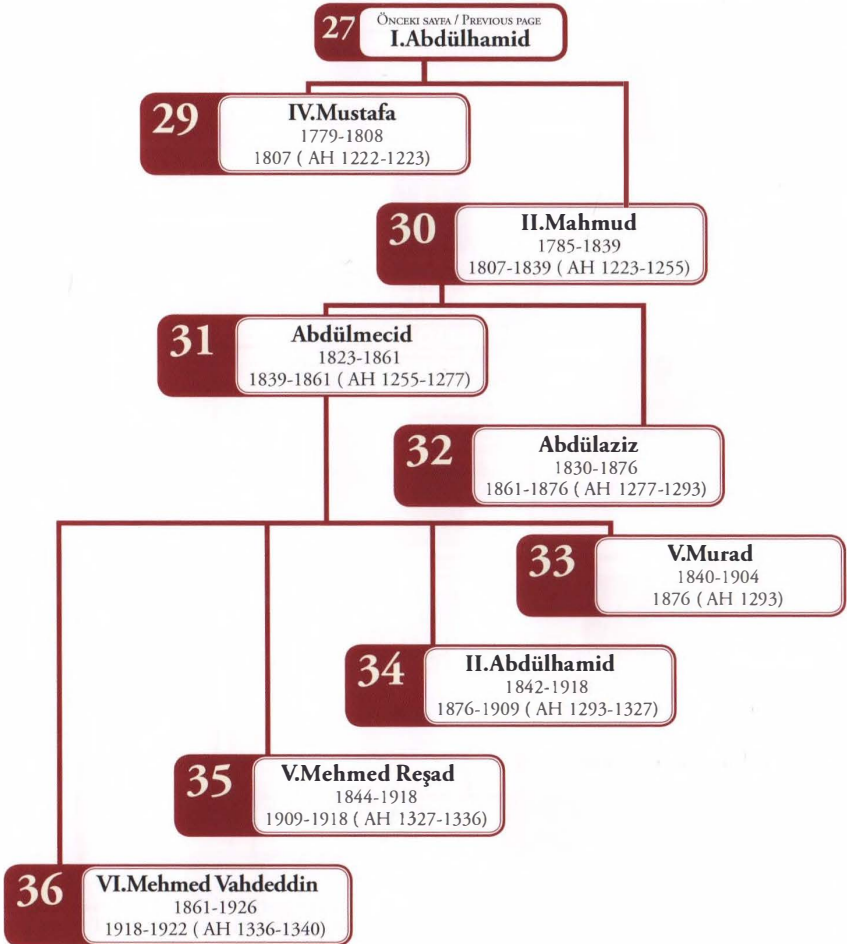 27
ÖNCEKI SAYFA / PREVIOUS PAGE
I.Abdülhamid
29
IV.Mustafa
1779-1808
1807 ( AH 1222-1223)
30
II.Mahmud
1785-1839
1807-1839 ( AH 1223-1255)
31
Abdülmecid
1823-1861
1839-1861 ( AH 1255-1277)
32
Abdülaziz
1830-1876
1861-1876 ( AH 1277-1293)
33
V.Murad
1840-1904
1876 ( AH 1293)
34
II.Abdülhamid
1842-1918
1876-1909 ( AH 1293-1327)
35
V.Mehmed Reşad
1844-1918
1909-1918 ( AH 1327-1336)
36
VI.Mehmed Vahdeddin
1861-1926
1918-1922 ( AH 1336-1340)